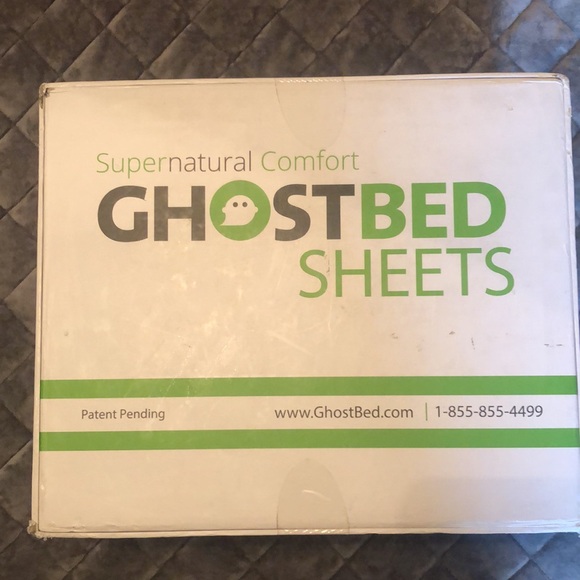 Supernatural Comfort
GHOSTBED
SHEETS
Patent Pending
www.GhostBed.com | 1-855-855-4499